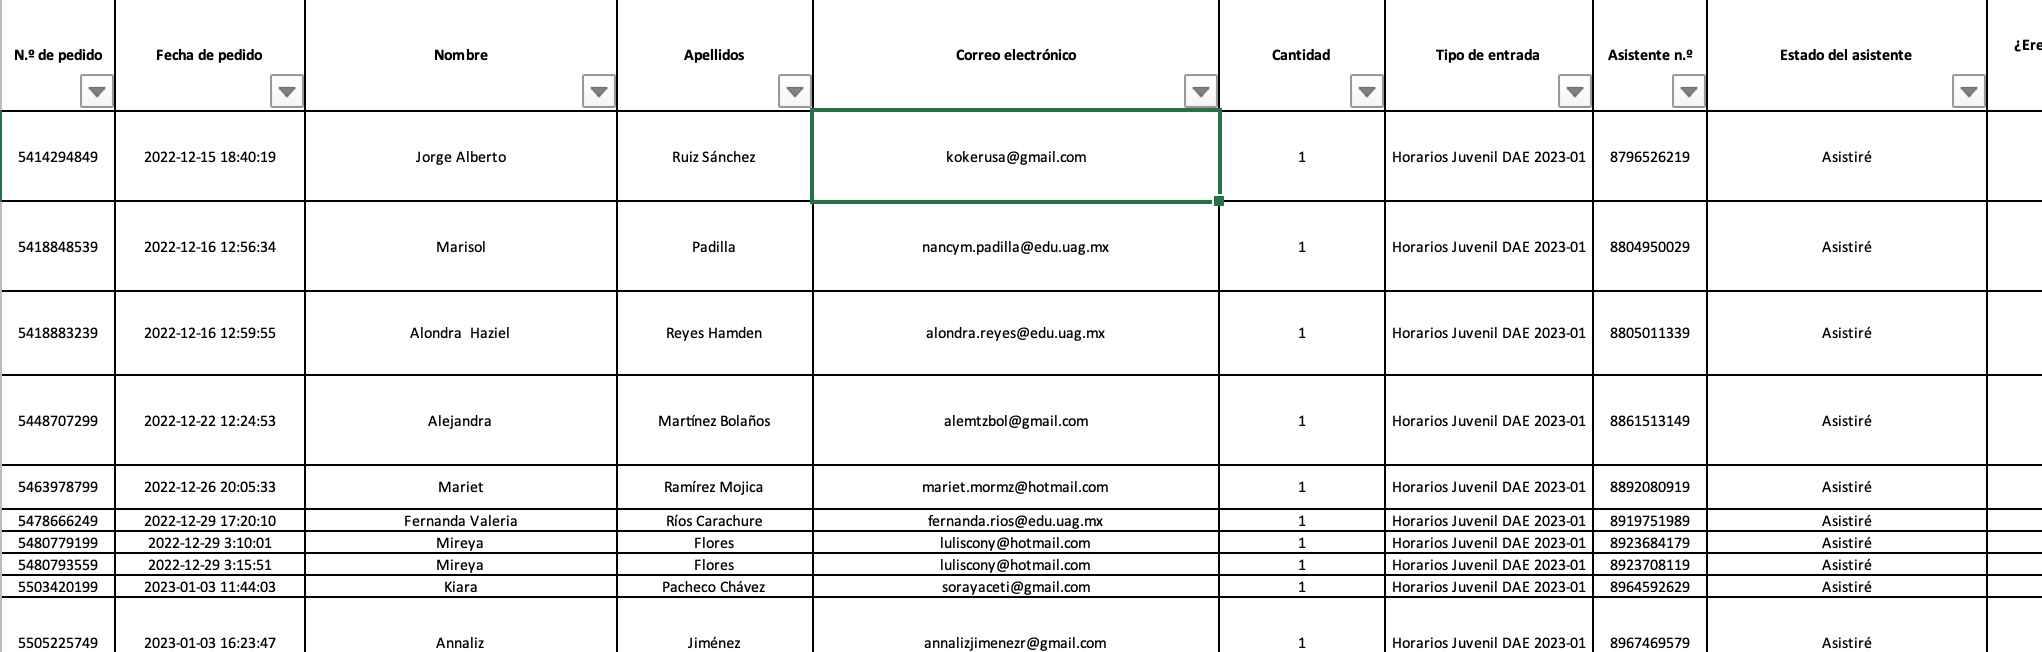 N.º de pedido Fecha de pedido Nombre Apellidos Correo electrónico Cantidad Tipo de entrada Asistente n.º Estado del asistente ¿Ere
5414294849 2022-12-15 18:40:19 Jorge Alberto Ruiz Sánchez kokerusa@gmail.com 1 Horarios Juvenil DAE 2023-01 8796526219 Asistiré
5418848539 2022-12-16 12:56:34 Marisol Padilla nancym.padilla@edu.uag.mx 1 Horarios Juvenil DAE 2023-01 8804950029 Asistiré
5418883239 2022-12-16 12:59:55 Alondra  Haziel Reyes Hamden alondra.reyes@edu.uag.mx 1 Horarios Juvenil DAE 2023-01 8805011339 Asistiré
5448707299 2022-12-22 12:24:53 Alejandra Martínez Bolaños alemtzbol@gmail.com 1 Horarios Juvenil DAE 2023-01 8861513149 Asistiré
5463978799 2022-12-26 20:05:33 Mariet Ramírez Mojica mariet.mormz@hotmail.com 1 Horarios Juvenil DAE 2023-01 8892080919 Asistiré
5478666249 2022-12-29 17:20:10 Fernanda Valeria Ríos Carachure fernanda.rios@edu.uag.mx 1 Horarios Juvenil DAE 2023-01 8919751989 Asistiré
5480779199 2022-12-29 3:10:01 Mireya Flores luliscony@hotmail.com 1 Horarios Juvenil DAE 2023-01 8923684179 Asistiré
5480793559 2022-12-29 3:15:51 Mireya Flores luliscony@hotmail.com 1 Horarios Juvenil DAE 2023-01 8923708119 Asistiré
5503420199 2023-01-03 11:44:03 Kiara Pacheco Chávez sorayaceti@gmail.com 1 Horarios Juvenil DAE 2023-01 8964592629 Asistiré
5505225749 2023-01-03 16:23:47 Annaliz Jiménez annalizjimenezr@gmail.com 1 Horarios Juvenil DAE 2023-01 8967469579 Asistiré